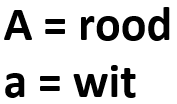 A = rood
a = wit